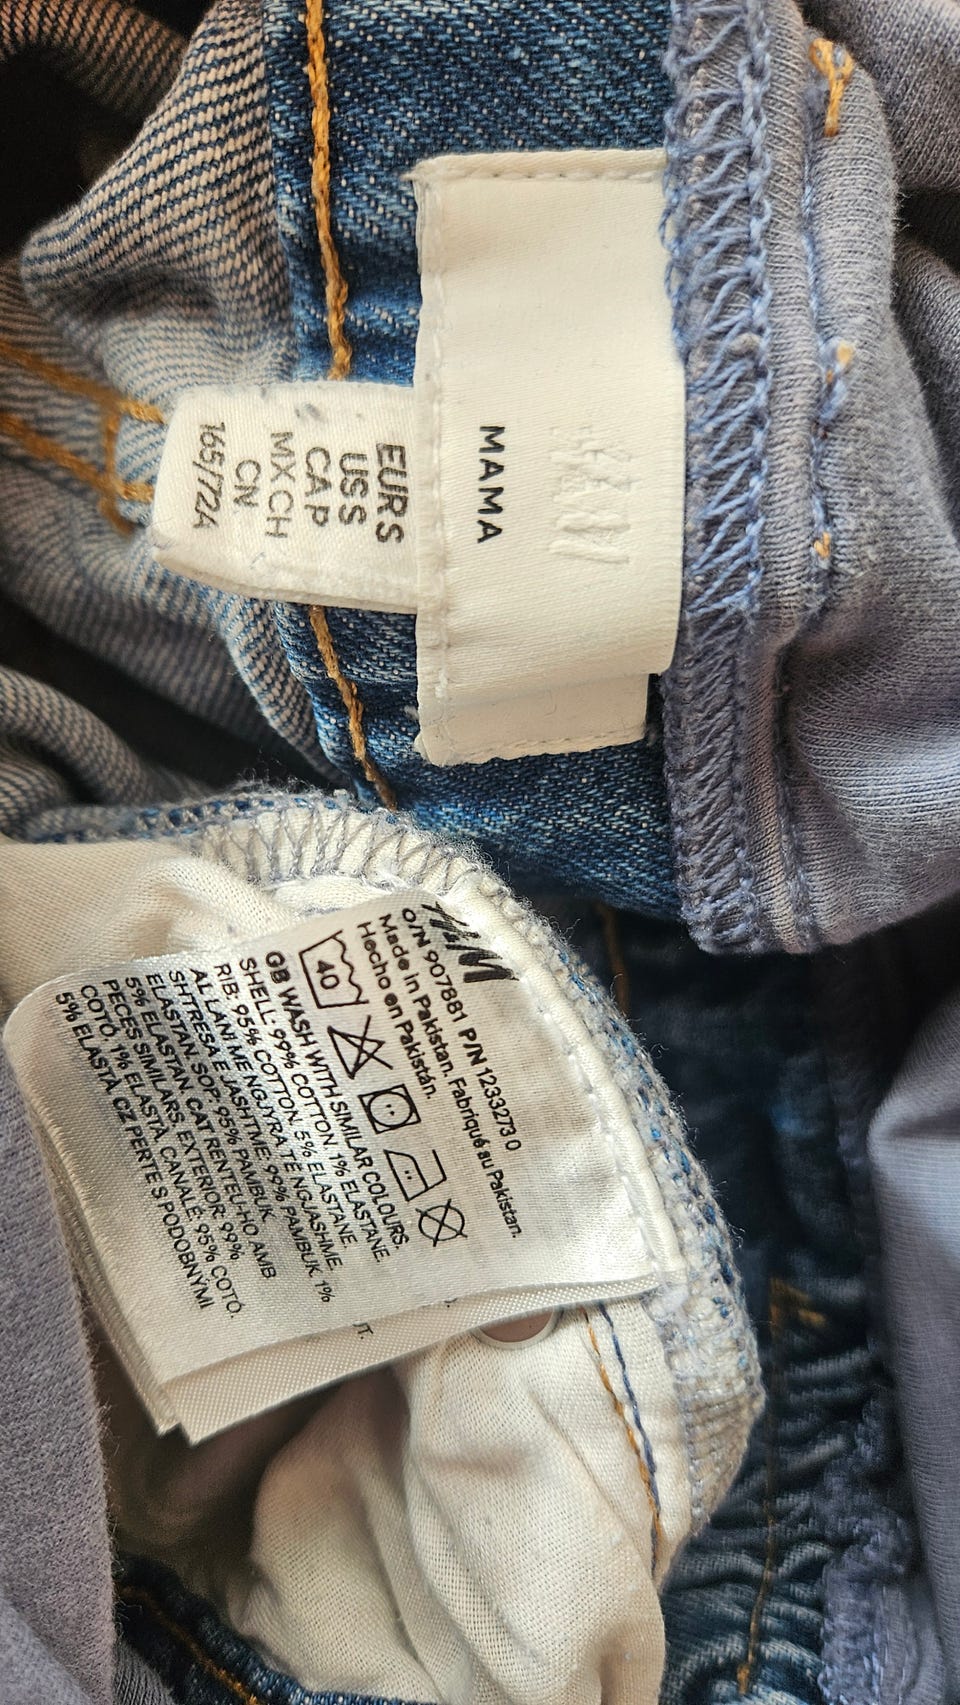 H&M
MAMA
EUR S
US S
CA P
MX CH
CN
165/72A
H&M
O/N 907881 P/N 1233273 0
Made in Pakistan. Fabriqué au Pakistan.
Hecho en Pakistán.
40
GB WASH WITH SIMILAR COLOURS.
SHELL: 99% COTTON. 1% ELASTANE.
RIB: 95% COTTON. 5% ELASTANE.
AL LANI ME NGJYRA TË NGJASHME.
SHTRESA E JASHTME: 99% PAMBUK. 1%
ELASTAN. SOP: 95% PAMBUK.
5% ELASTAN. CAT RENTEU-HO AMB
PECES SIMILARS. EXTERIOR: 99%
COTÓ. 1% ELASTÀ. CANALÉ: 95% COTÓ.
5% ELASTÀ. CZ PERTE S PODOBNÝMI